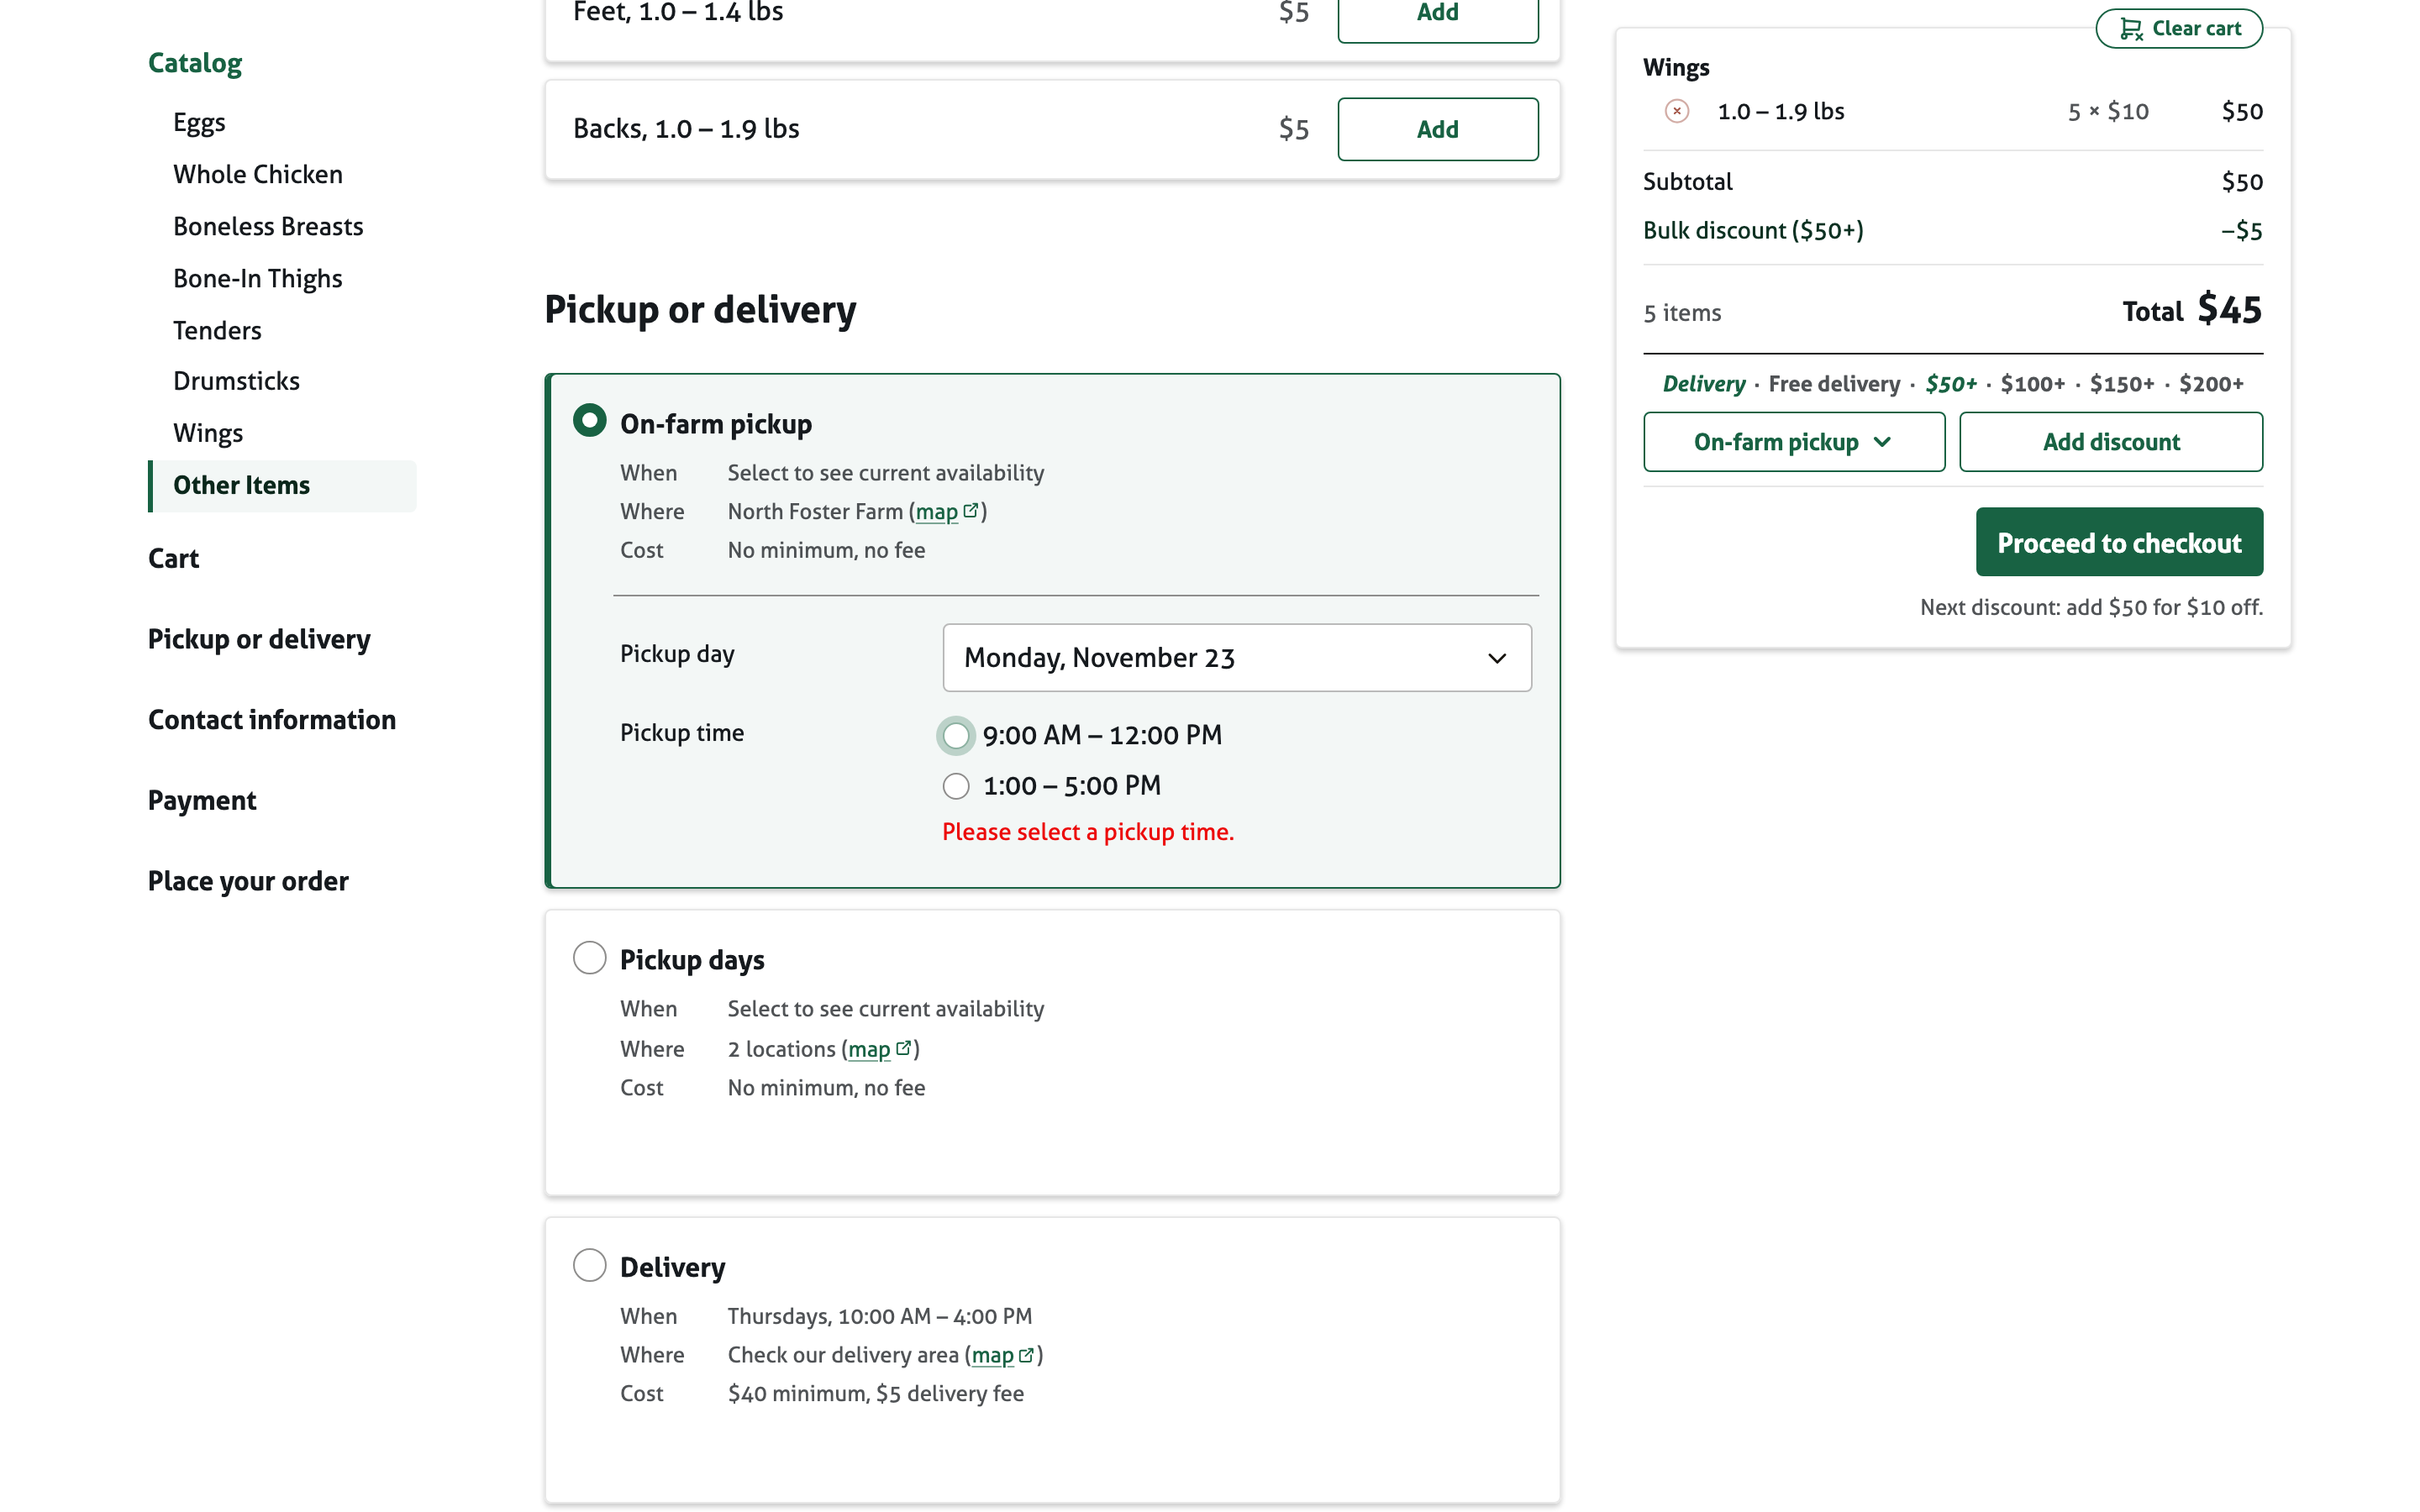 Catalog
Eggs
Whole Chicken
Boneless Breasts
Bone-In Thighs
Tenders
Drumsticks
Wings
Other Items
Cart
Pickup or delivery
Contact information
Payment
Place your order
Feet, 1.0 – 1.4 lbs $5 Add
Backs, 1.0 – 1.9 lbs $5 Add
Pickup or delivery
On-farm pickup
When Select to see current availability
Where North Foster Farm (map)
Cost No minimum, no fee
Pickup day Monday, November 23
Pickup time 9:00 AM – 12:00 PM
1:00 – 5:00 PM
Please select a pickup time.
Pickup days
When Select to see current availability
Where 2 locations (map)
Cost No minimum, no fee
Delivery
When Thursdays, 10:00 AM – 4:00 PM
Where Check our delivery area (map)
Cost $40 minimum, $5 delivery fee
Clear cart
Wings
1.0 – 1.9 lbs 5 × $10 $50
Subtotal $50
Bulk discount ($50+) –$5
5 items Total $45
Delivery · Free delivery · $50+ · $100+ · $150+ · $200+
On-farm pickup Add discount
Proceed to checkout
Next discount: add $50 for $10 off.